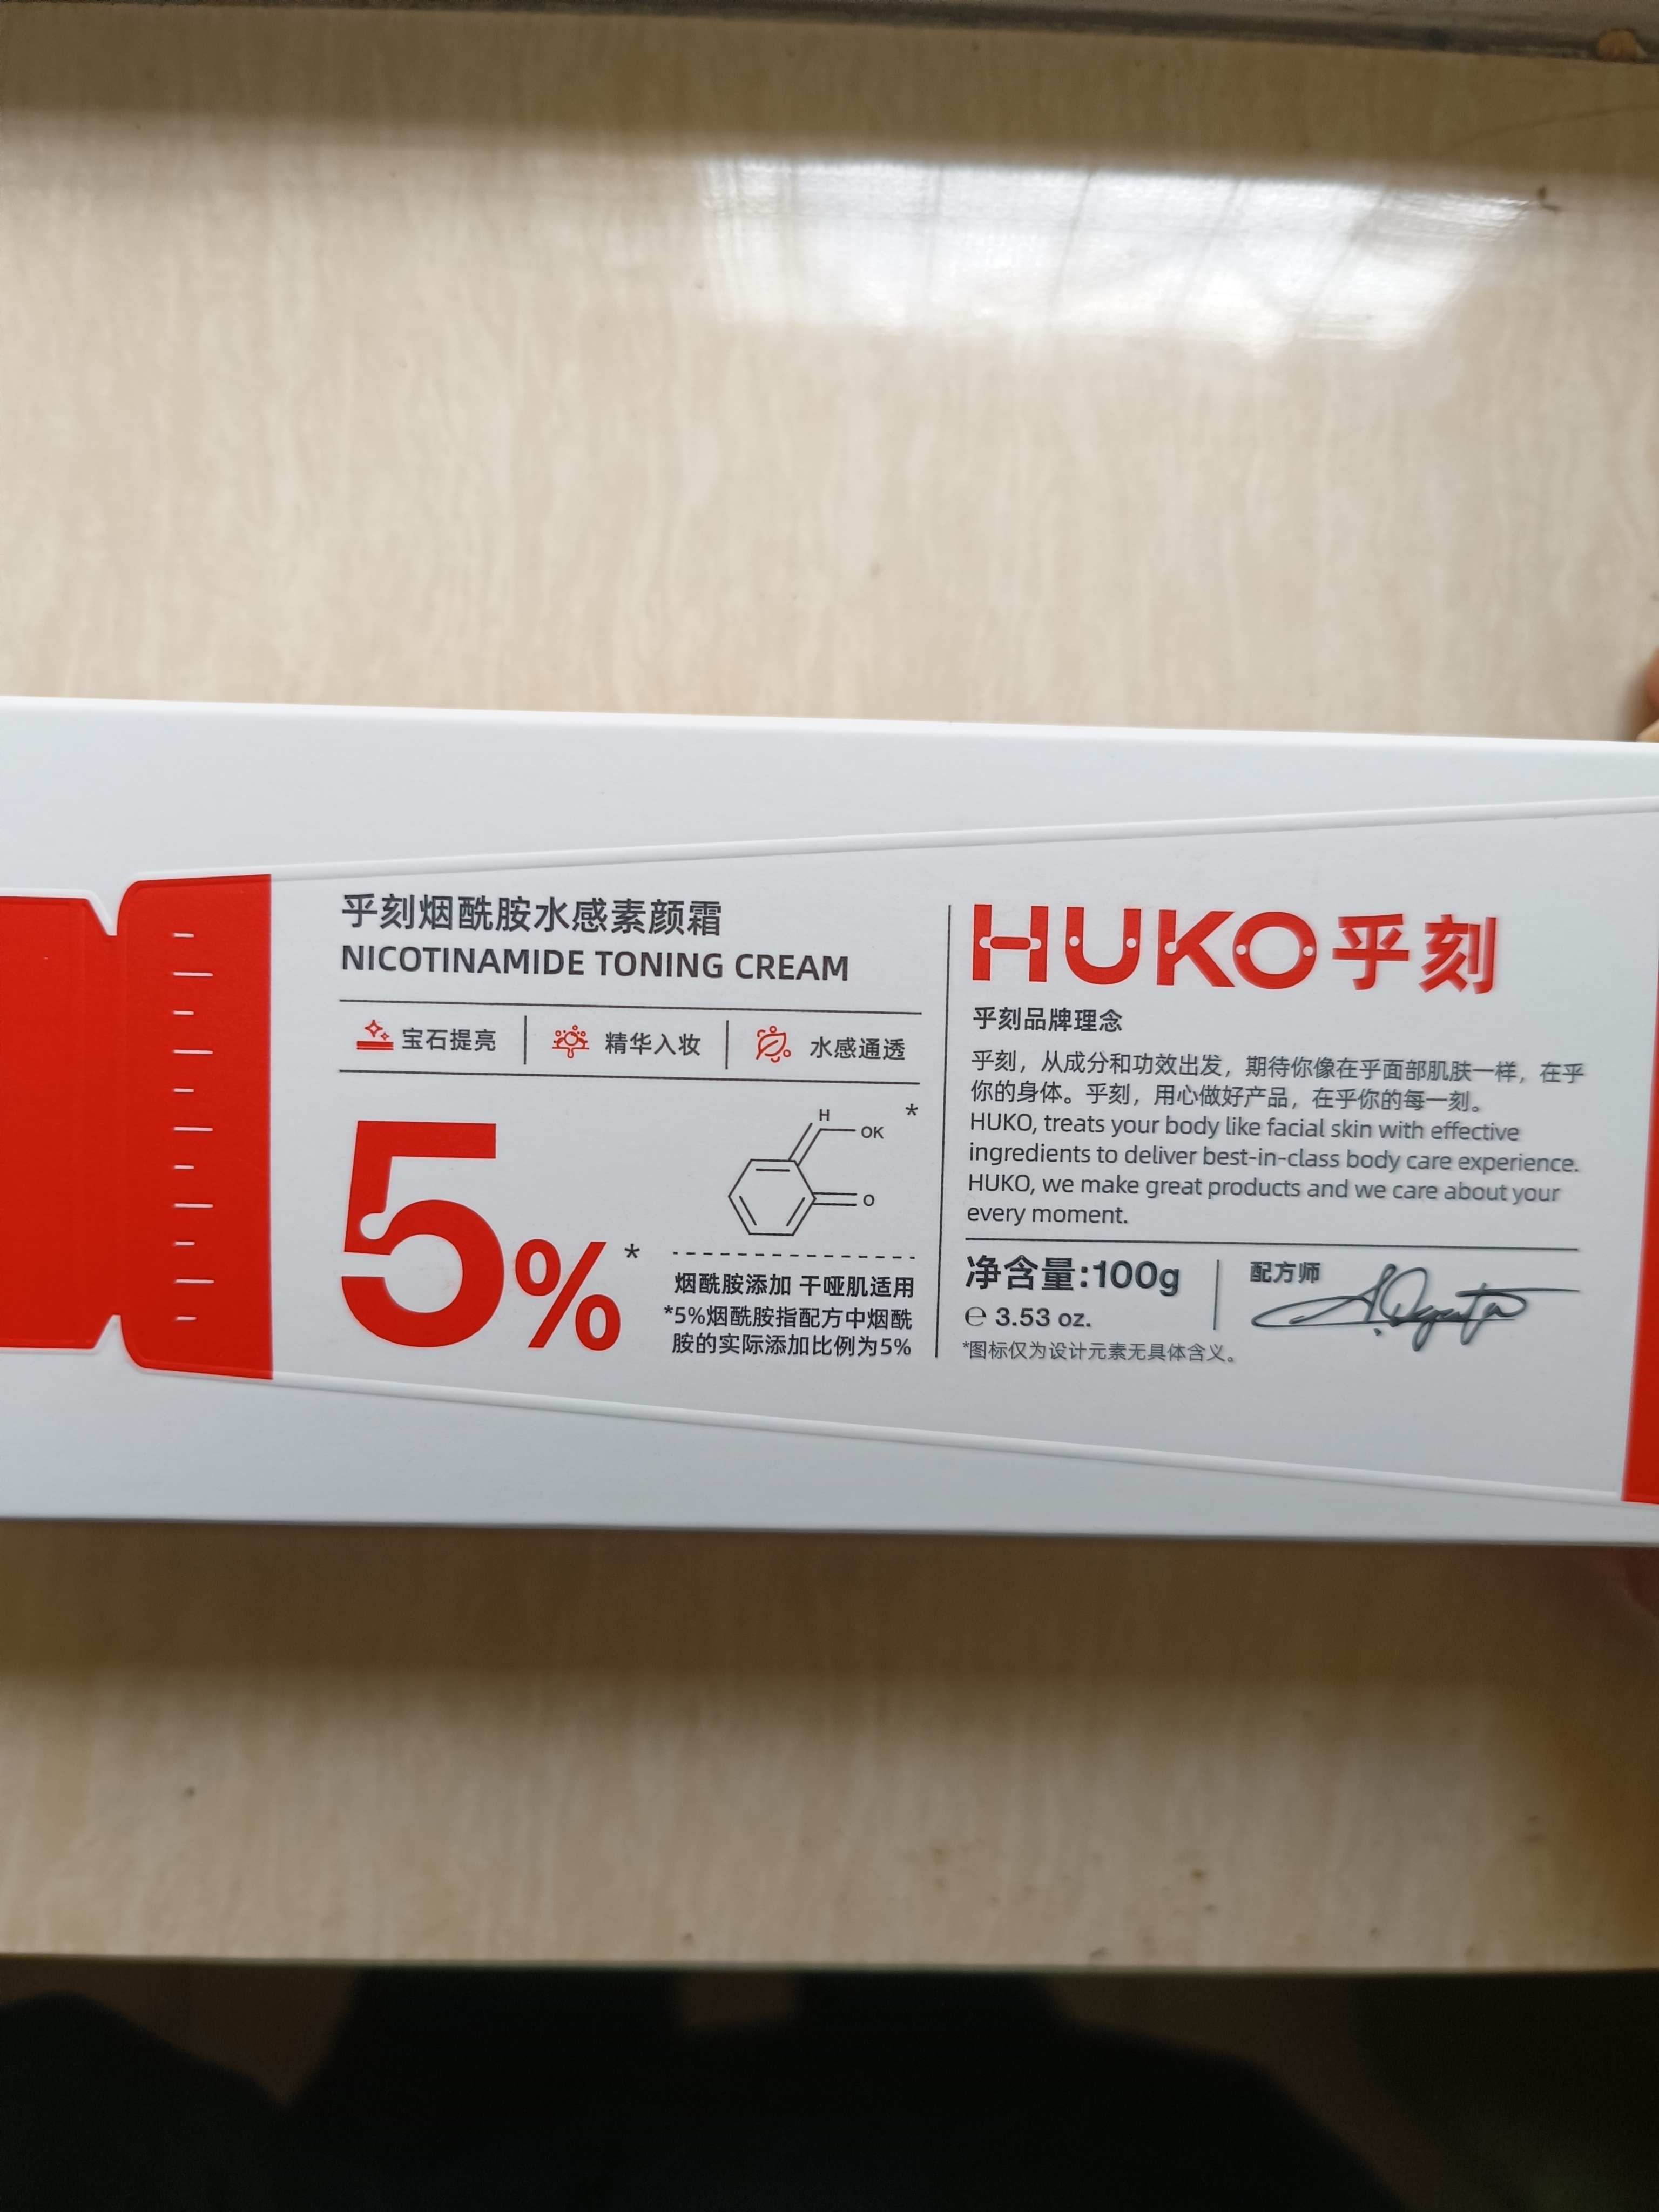 乎刻烟酰胺水感素颜霜
NICOTINAMIDE TONING CREAM
宝石提亮
精华入妆
水感通透
5%*
H
OK
*
O
烟酰胺添加 干哑肌适用
*5%烟酰胺指配方中烟酰
胺的实际添加比例为5%
HUKO乎刻
乎刻品牌理念
乎刻，从成分和功效出发，期待你像在乎面部肌肤一样，在乎
你的身体。乎刻，用心做好产品，在乎你的每一刻。
HUKO, treats your body like facial skin with effective
ingredients to deliver best-in-class body care experience.
HUKO, we make great products and we care about your
every moment.
净含量:100g
℮ 3.53 oz.
配方师
*图标仅为设计元素无具体含义。